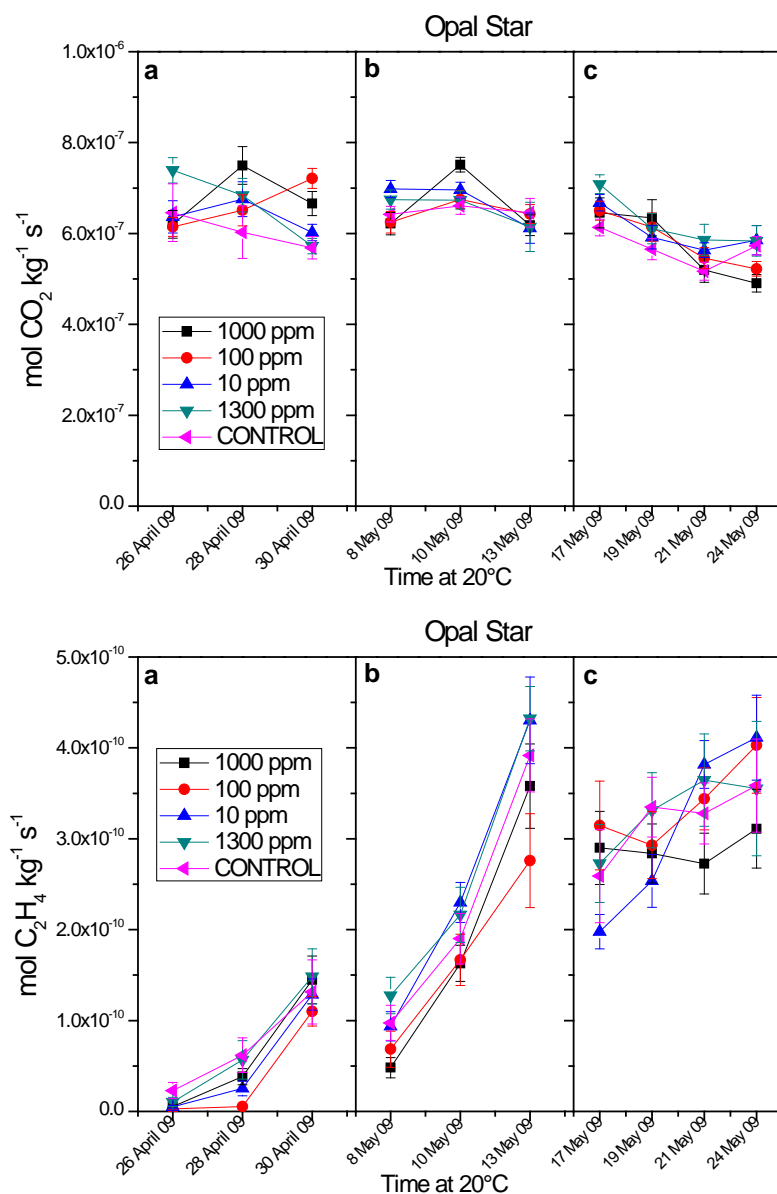 Opal Star
a
b
c
1.0x10-6
8.0x10-7
6.0x10-7
4.0x10-7
2.0x10-7
0.0
mol CO2 kg-1 s-1
1000 ppm
100 ppm
10 ppm
1300 ppm
CONTROL
26 April 09
28 April 09
30 April 09
8 May 09
10 May 09
13 May 09
17 May 09
19 May 09
21 May 09
24 May 09
Time at 20°C
Opal Star
a
b
c
5.0x10-10
4.0x10-10
3.0x10-10
2.0x10-10
1.0x10-10
0.0
mol C2H4 kg-1 s-1
1000 ppm
100 ppm
10 ppm
1300 ppm
CONTROL
26 April 09
28 April 09
30 April 09
8 May 09
10 May 09
13 May 09
17 May 09
19 May 09
21 May 09
24 May 09
Time at 20°C